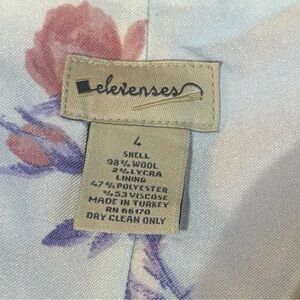 elevenses
4
SHELL
98% WOOL
2% LYCRA
LINING
47% POLYESTER
% 53 VISCOSE
MADE IN TURKEY
RN 66170
DRY CLEAN ONLY